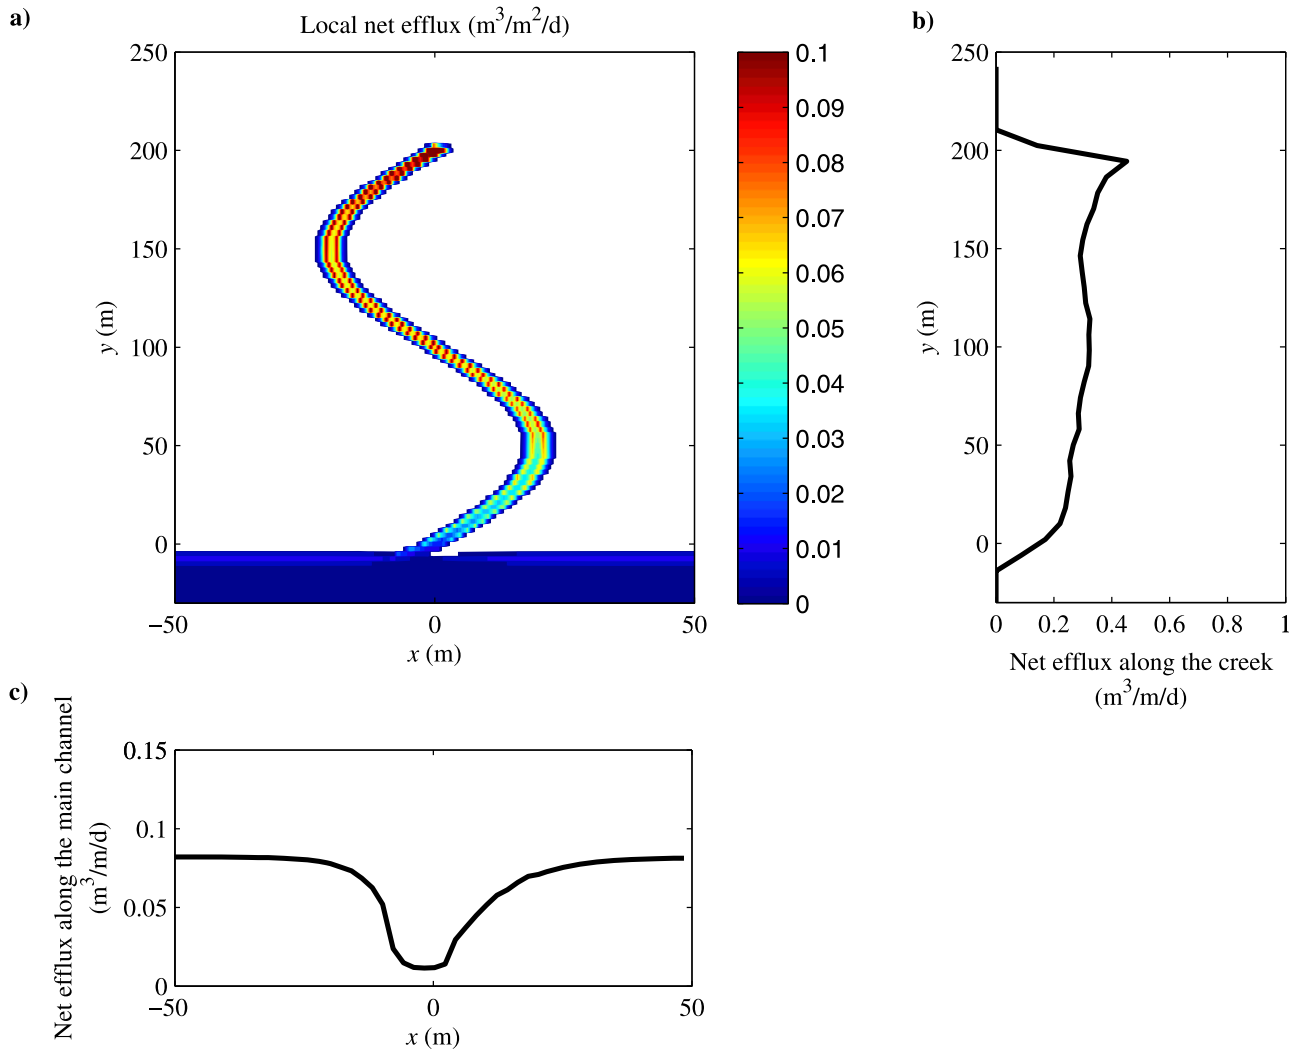 a)
Local net efflux (m³/m²/d)
250
200
150
100
50
0
y (m)
−50
0
50
x (m)
0.1
0.09
0.08
0.07
0.06
0.05
0.04
0.03
0.02
0.01
0
b)
250
200
150
100
50
0
y (m)
0 0.2 0.4 0.6 0.8 1
Net efflux along the creek
(m³/m/d)
c)
Net efflux along the main channel
(m³/m/d)
0.15
0.1
0.05
0
−50
0
50
x (m)